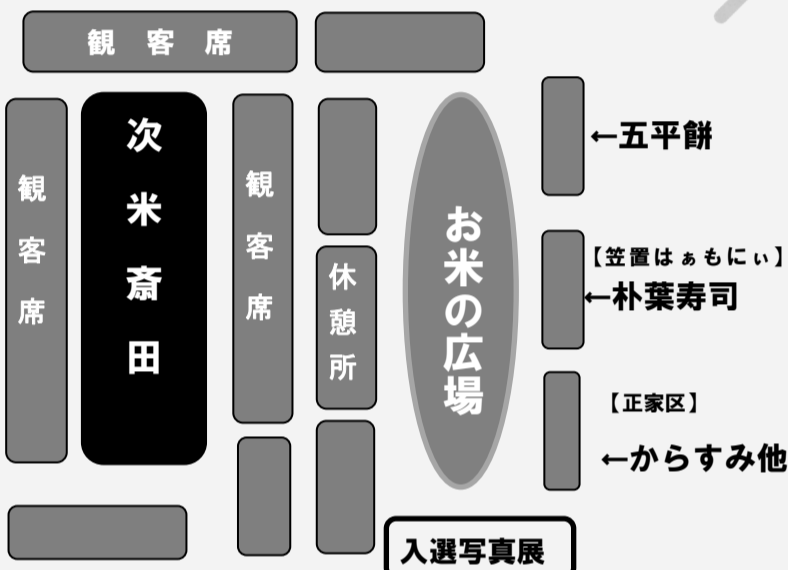 観客席
観客席
次米斎田
観客席
休憩所
お米の広場
←五平餅
【笠置はぁもにぃ】
←朴葉寿司
【正家区】
←からすみ他
入選写真展